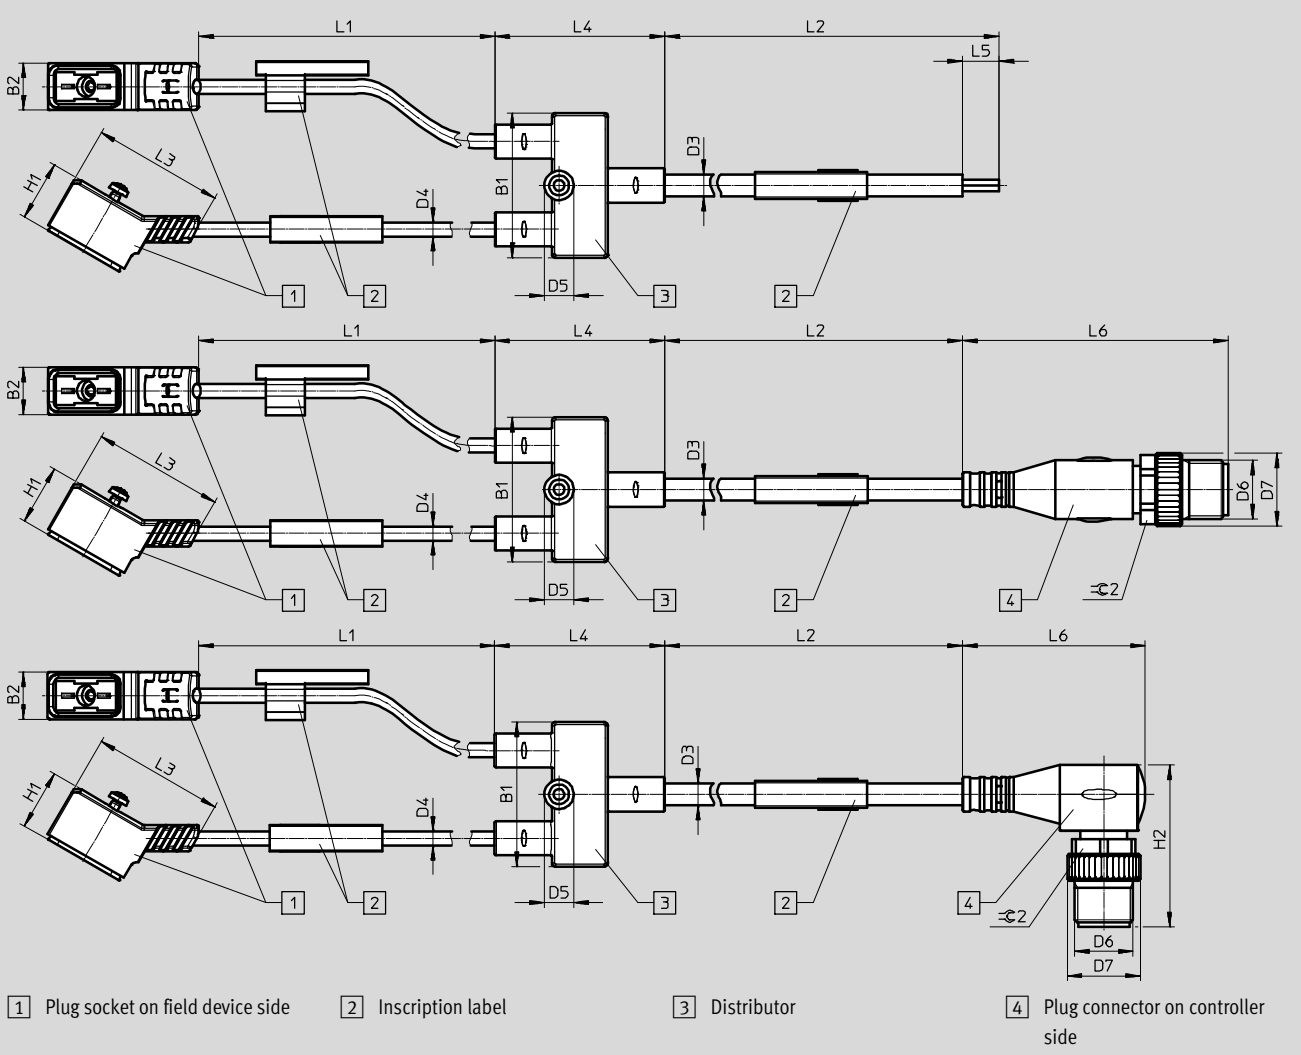 L1 L4 L2
L5
B2
L3
H1
D4
B1
D3
D5
1 2 3 2
L1 L4 L2 L6
B2
L3
H1
D4
B1
D3
D6
D7
D5
1 2 3 2 4 2
L1 L4 L2 L6
B2
L3
H1
D4
B1
D3
H2
D5
1 2 3 2 4
2
D6
D7
1 Plug socket on field device side 2 Inscription label 3 Distributor 4 Plug connector on controller
side